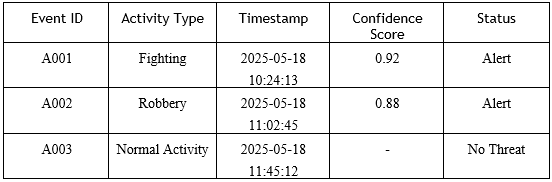 Event ID Activity Type Timestamp Confidence Score Status
A001 Fighting 2025-05-18 10:24:13 0.92 Alert
A002 Robbery 2025-05-18 11:02:45 0.88 Alert
A003 Normal Activity 2025-05-18 11:45:12 - No Threat